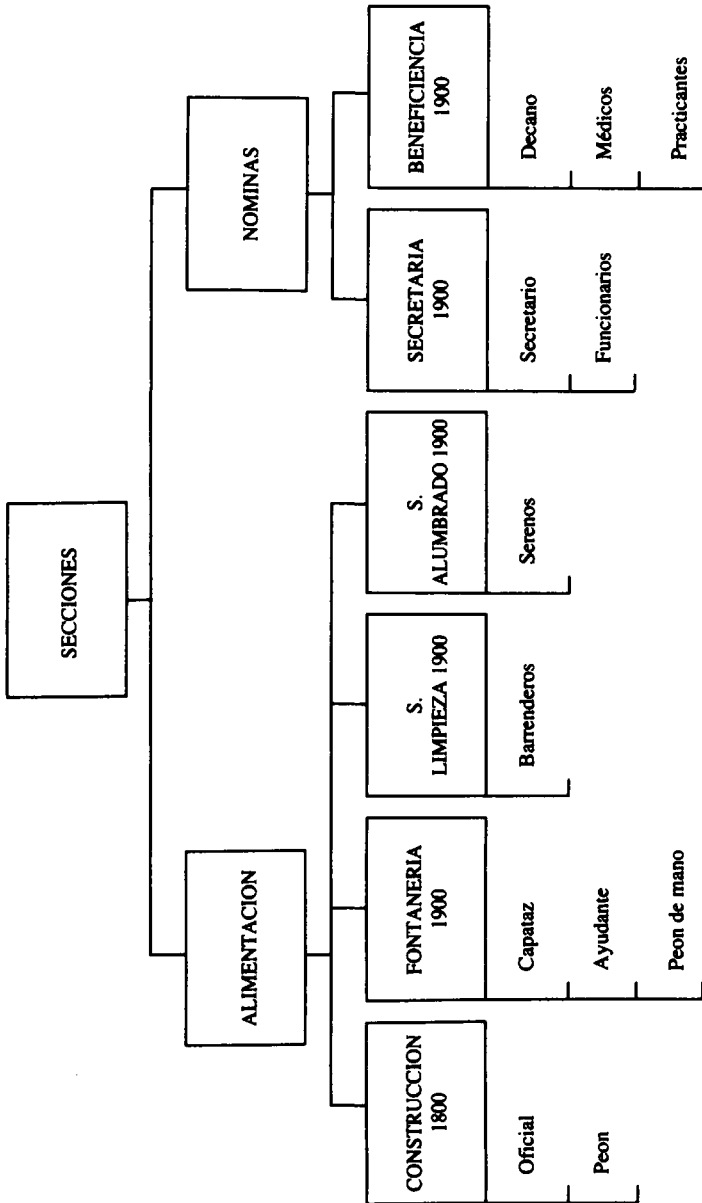 SECCIONES
ALIMENTACION
NOMINAS
CONSTRUCCION
1800
Oficial
Peon
FONTANERIA
1900
Capataz
Ayudante
Peon de mano
S.
LIMPIEZA 1900
Barrenderos
S.
ALUMBRADO 1900
Serenos
SECRETARIA
1900
Secretario
Funcionarios
BENEFICIENCIA
1900
Decano
Médicos
Practicantes